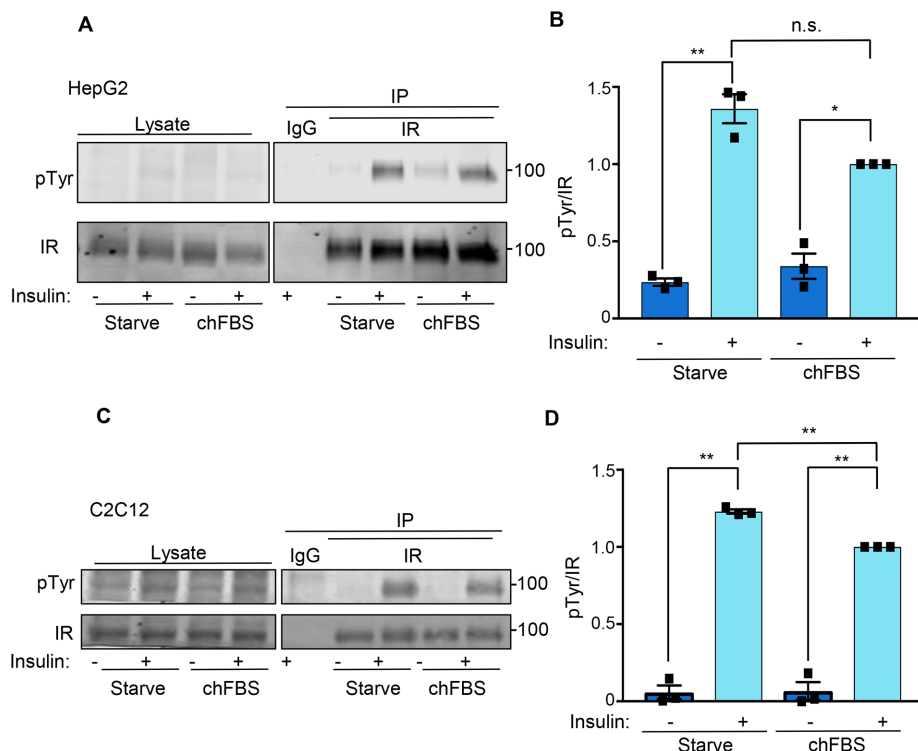 A
HepG2
IP
Lysate
IgG
IR
pTyr
100
IR
100
Insulin: - + - + + - + - +
Starve chFBS Starve chFBS
B
n.s.
**
*
1.5
1.0
0.5
0
pTyr/IR
Insulin: - + - +
Starve chFBS
C
C2C12
IP
Lysate
IgG
IR
pTyr
100
IR
100
Insulin: - + - + + - + - +
Starve chFBS Starve chFBS
D
**
** **
1.5
1.0
0.5
0
pTyr/IR
Insulin: - + - +
Starve chFBS